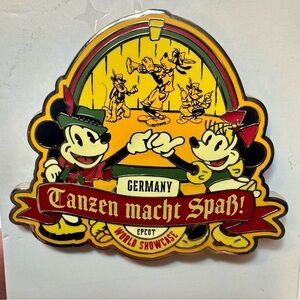 GERMANY
Tanzen macht Spaß!
EPCOT
WORLD SHOWCASE